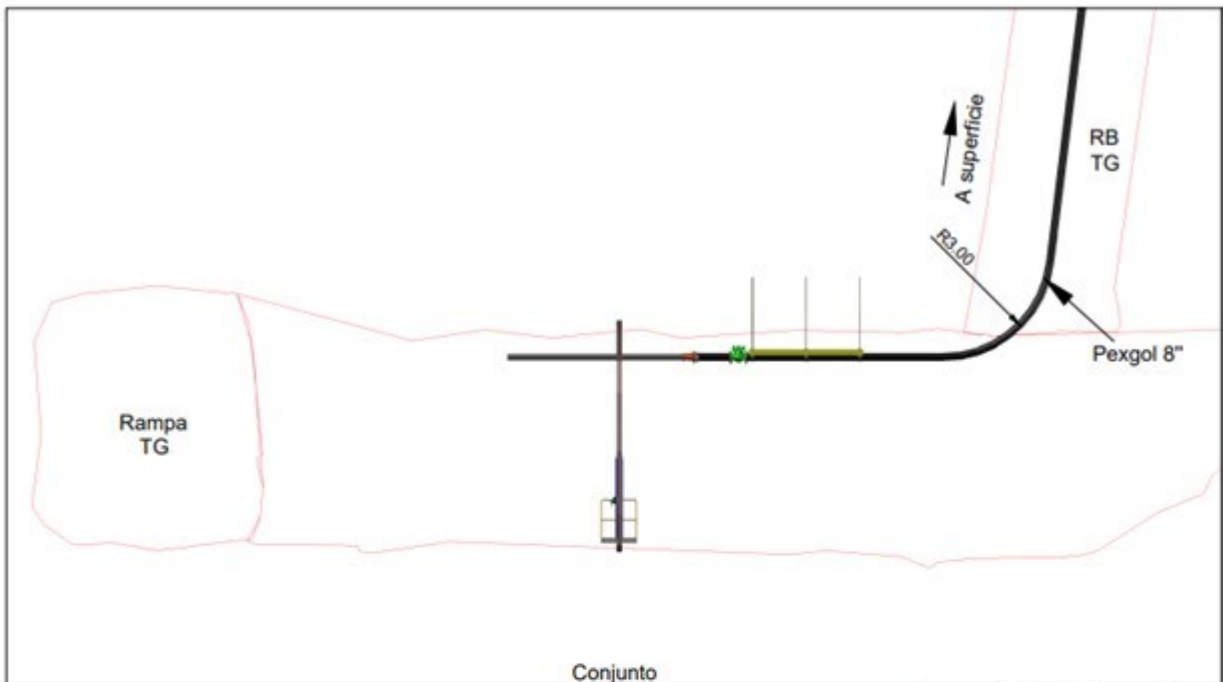 A superficie
RB
TG
R3.00
Pexgol 8"
Rampa
TG
Conjunto